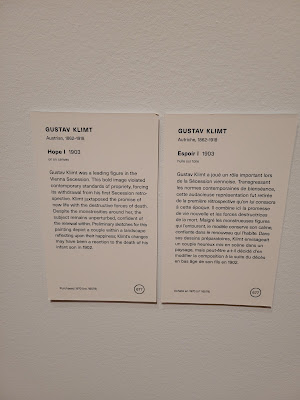 GUSTAV KLIMT
Austrian, 1862-1918
Hope I 1903
oil on canvas
Gustav Klimt was a leading figure in the
Vienna Secession. This bold image violated
contemporary standards of propriety, forcing
its withdrawal from his first Secession retro-
spective. Klimt juxtaposed the promise of
new life with the destructive forces of death.
Despite the monstrosities around her, the
subject remains unperturbed, confident of
the renewal within. Preliminary sketches for this
painting depict a couple within a landscape
reflecting upon their happiness; Klimt's changes
may have been a reaction to the death of his
infant son in 1902.
Purchased 1970
677
GUSTAV KLIMT
Autriche, 1862-1918
Espoir I 1903
huile sur toile
Gustav Klimt a joué un rôle important lors
de la Sécession viennoise. Transgressant
les normes contemporaines de bienséance,
cette audacieuse représentation fut retirée
de la première rétrospective qu'on lui consacra
à cette époque. Il combine ici la promesse
de vie nouvelle et les forces destructrices
de la mort. Malgré les monstrueuses figures
qui l'entourent, le modèle conserve son calme,
confiante dans le renouveau qui l'habite. Dans
ses dessins préparatoires, Klimt envisageait
un couple heureux mis en scène dans un
paysage, mais peut-être a-t-il décidé d'en
modifier la composition à la suite du décès
en bas âge de son fils en 1902.
Acheté en 1970
677